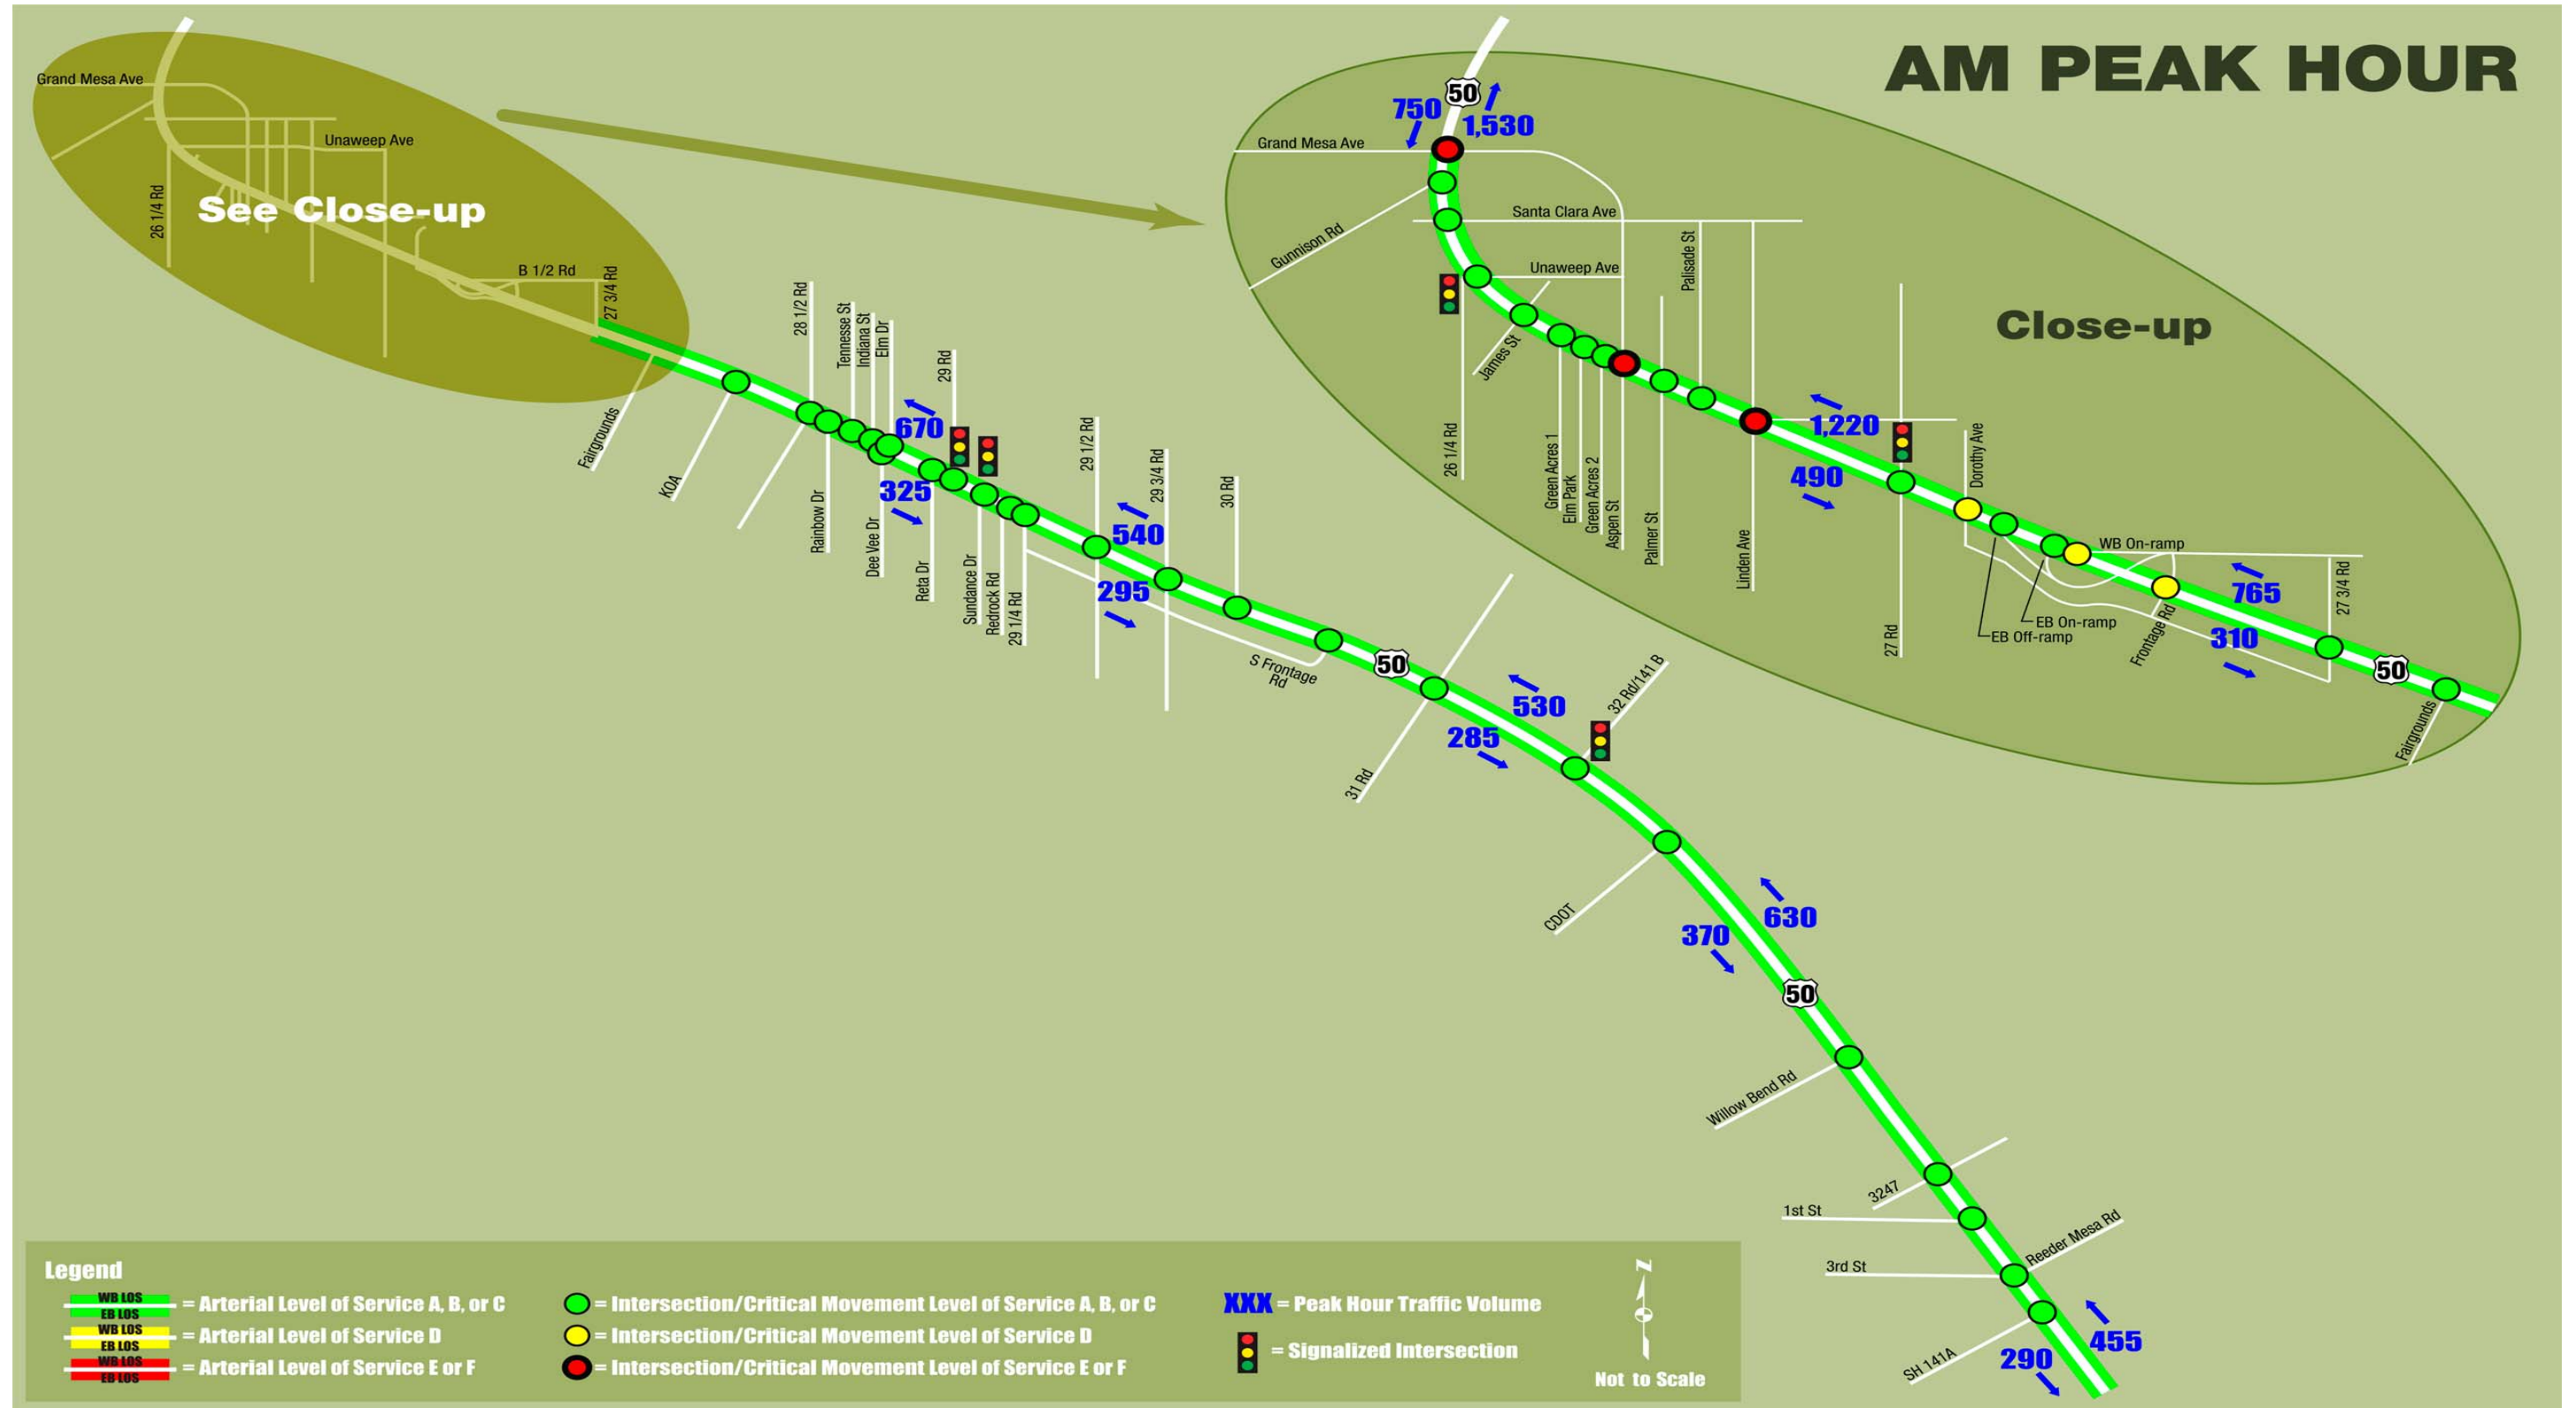 AM PEAK HOUR
Grand Mesa Ave
Unaweep Ave
26 1/4 Rd
See Close-up
B 1/2 Rd
27 3/4 Rd
Fairgrounds
KOA
28 1/2 Rd
Rainbow Dr
Tennesse St
Indiana St
Elm Dr
Dee Vee Dr
670
325
Reta Dr
29 Rd
Sundance Dr
Redrock Rd
29 1/4 Rd
29 1/2 Rd
540
295
29 3/4 Rd
30 Rd
S Frontage
Rd
50
31 Rd
530
285
32 Rd/141 B
CDOT
630
370
50
Willow Bend Rd
3247
1st St
3rd St
Reeder Mesa Rd
SH 141A
455
290
Close-up
50
750
1,530
Grand Mesa Ave
Gunnison Rd
Santa Clara Ave
Unaweep Ave
26 1/4 Rd
James St
Green Acres 1
Elm Park
Green Acres 2
Aspen St
Palmer St
Palisade St
Linden Ave
1,220
490
27 Rd
Dorothy Ave
WB On-ramp
EB On-ramp
EB Off-ramp
Frontage Rd
765
310
27 3/4 Rd
50
Fairgrounds
Legend
WB LOS
EB LOS
= Arterial Level of Service A, B, or C
WB LOS
EB LOS
= Arterial Level of Service D
WB LOS
EB LOS
= Arterial Level of Service E or F
= Intersection/Critical Movement Level of Service A, B, or C
= Intersection/Critical Movement Level of Service D
= Intersection/Critical Movement Level of Service E or F
XXX = Peak Hour Traffic Volume
= Signalized Intersection
N
Not to Scale